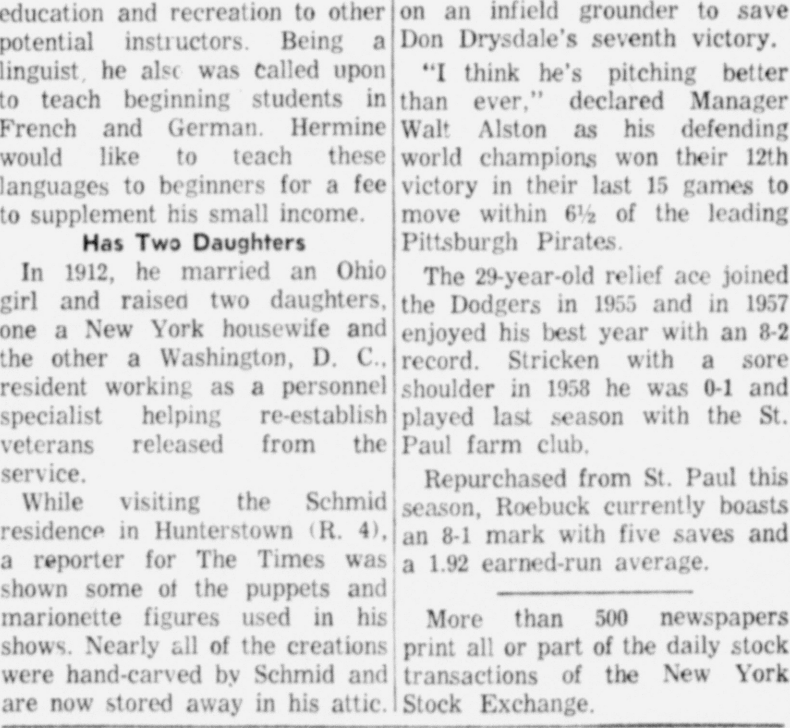 education and recreation to other
potential instructors. Being a
linguist, he also was called upon
to teach beginning students in
French and German. Hermine
would like to teach these
languages to beginners for a fee
to supplement his small income.
Has Two Daughters
In 1912, he married an Ohio
girl and raised two daughters,
one a New York housewife and
the other a Washington, D. C.,
resident working as a personnel
specialist helping re-establish
veterans released from the
service.
While visiting the Schmid
residence in Hunterstown (R. 4),
a reporter for The Times was
shown some of the puppets and
marionette figures used in his
shows. Nearly all of the creations
were hand-carved by Schmid and
are now stored away in his attic.
on an infield grounder to save
Don Drysdale's seventh victory.
"I think he's pitching better
than ever," declared Manager
Walt Alston as his defending
world champions won their 12th
victory in their last 15 games to
move within 6½ of the leading
Pittsburgh Pirates.
The 29-year-old relief ace joined
the Dodgers in 1955 and in 1957
enjoyed his best year with an 8-2
record. Stricken with a sore
shoulder in 1958 he was 0-1 and
played last season with the St.
Paul farm club.
Repurchased from St. Paul this
season, Roebuck currently boasts
an 8-1 mark with five saves and
a 1.92 earned-run average.
More than 500 newspapers
print all or part of the daily stock
transactions of the New York
Stock Exchange.